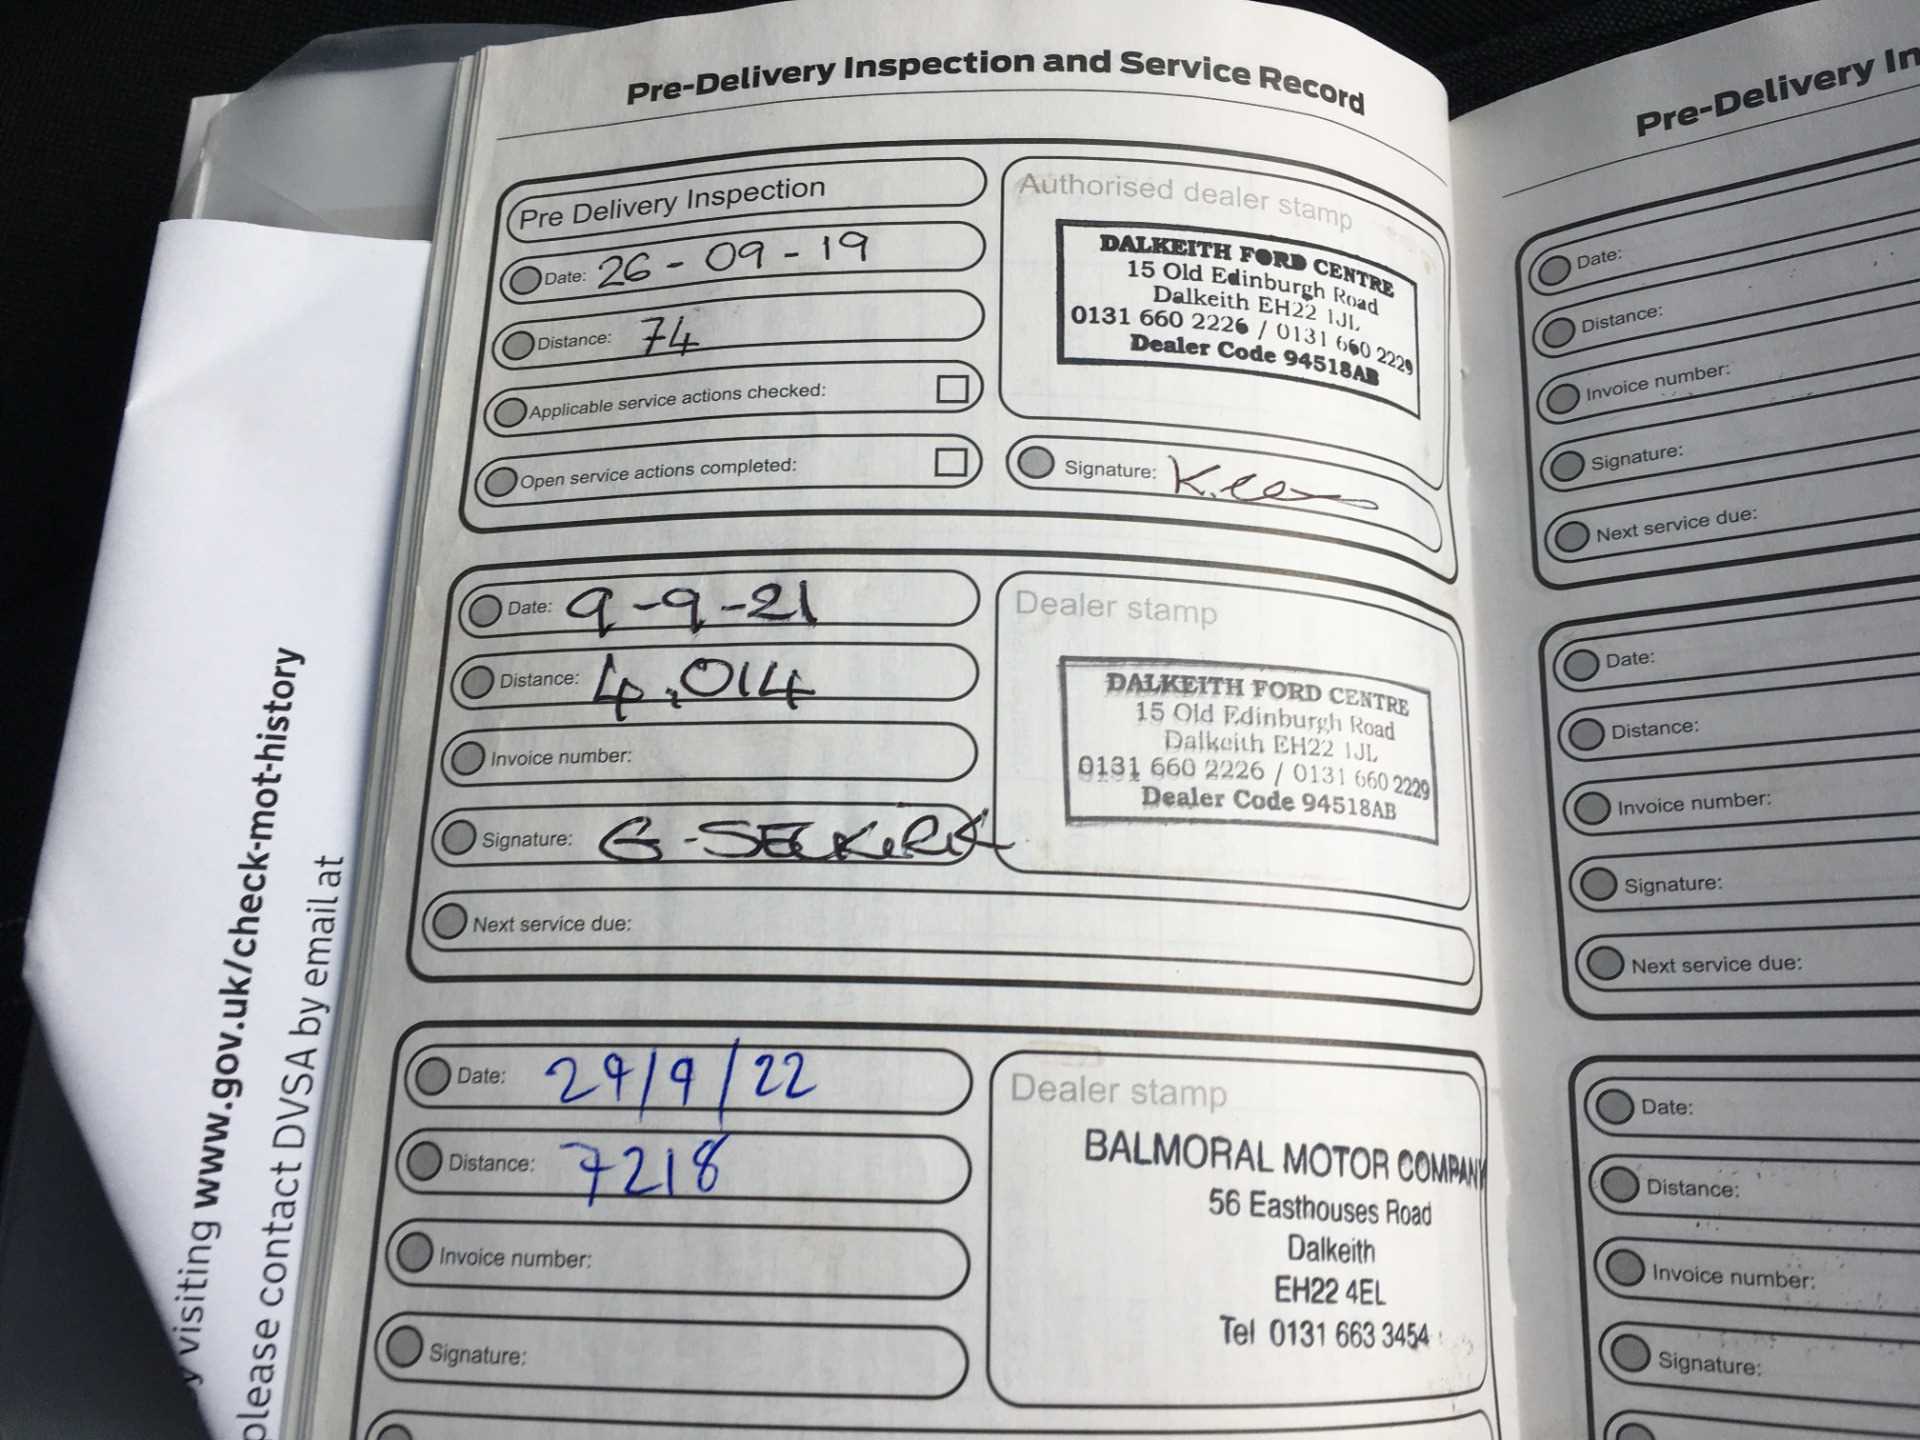 Pre-Delivery Inspection and Service Record
Pre Delivery Inspection
Date: 26 - 09 - 19
Distance: 74
Applicable service actions checked:
Open service actions completed:
Authorised dealer stamp
DALKEITH FORD CENTRE
15 Old Edinburgh Road
Dalkeith EH22 1JL
0131 660 2226 / 0131 660 2229
Dealer Code 94518AB
Signature:
Date: 9-9-21
Distance: 4,014
Invoice number:
Signature: G-SELKIRK
Next service due:
Dealer stamp
DALKEITH FORD CENTRE
15 Old Edinburgh Road
Dalkeith EH22 1JL
0131 660 2226 / 0131 660 2229
Dealer Code 94518AB
Date: 29/9/22
Distance: 7218
Invoice number:
Signature:
Dealer stamp
BALMORAL MOTOR COMPANY
56 Easthouses Road
Dalkeith
EH22 4EL
Tel 0131 663 3454
Pre-Delivery In
Date:
Distance:
Invoice number:
Signature:
Next service due:
Date:
Distance:
Invoice number:
Signature:
Next service due:
Date:
Distance:
Invoice number:
Signature:
y visiting www.gov.uk/check-mot-history
please contact DVSA by email at